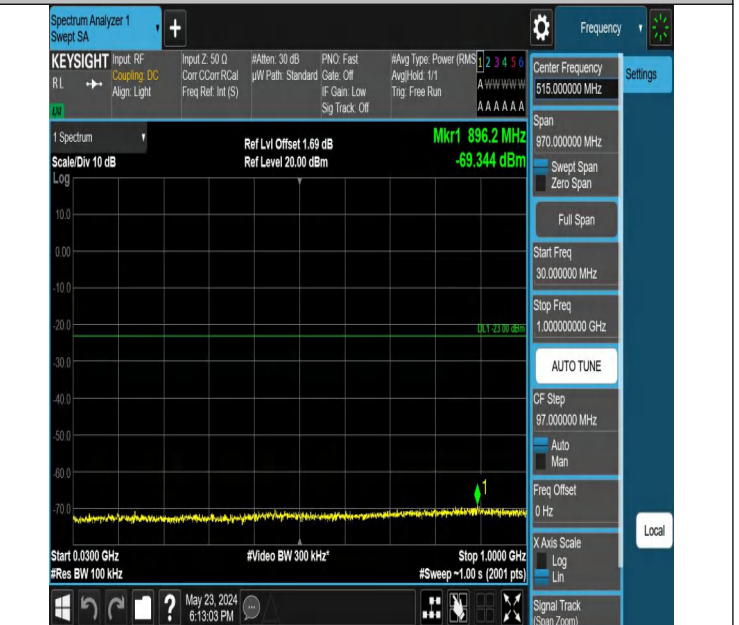 Spectrum Analyzer 1
Swept SA
+
Frequency
KEYSIGHT
RL
Input: RF
Coupling: DC
Align: Light
Input Z: 50 Ω
Corr CCorr RCal
Freq Ref: Int (S)
#Atten: 30 dB
µW Path: Standard
PNO: Fast
Gate: Off
IF Gain: Low
Sig Track: Off
#Avg Type: Power (RMS
Avg|Hold: 1/1
Trig: Free Run
1 2 3 4 5 6
A W W W W W
A A A A A A
1 Spectrum
Scale/Div 10 dB
Log
Ref Lvl Offset 1.69 dB
Ref Level 20.00 dBm
Mkr1 896.2 MHz
-69.344 dBm
10.0
0.00
-10.0
-20.0
DL1 -23.00 dBm
-30.0
-40.0
-50.0
-60.0
1
-70.0
Start 0.0300 GHz
#Res BW 100 kHz
#Video BW 300 kHz*
Stop 1.0000 GHz
#Sweep ~1.00 s (2001 pts)
?
May 23, 2024
6:13:03 PM
Center Frequency
515.000000 MHz
Settings
Span
970.000000 MHz
Swept Span
Zero Span
Full Span
Start Freq
30.000000 MHz
Stop Freq
1.000000000 GHz
AUTO TUNE
CF Step
97.000000 MHz
Auto
Man
Freq Offset
0 Hz
X Axis Scale
Log
Lin
Local
Signal Track
(Span Zoom)